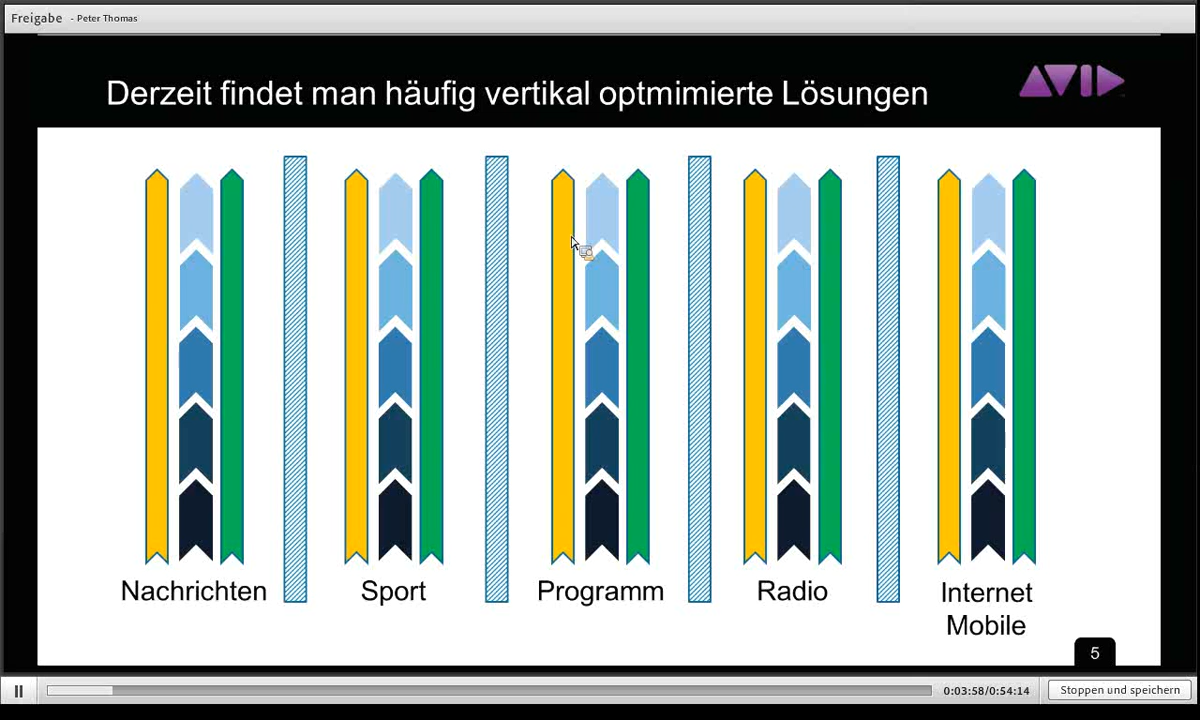 Freigabe - Peter Thomas
Derzeit findet man häufig vertikal optmimierte Lösungen
AVID
Nachrichten
Sport
Programm
Radio
Internet
Mobile
5
0:03:58/0:54:14
Stoppen und speichern